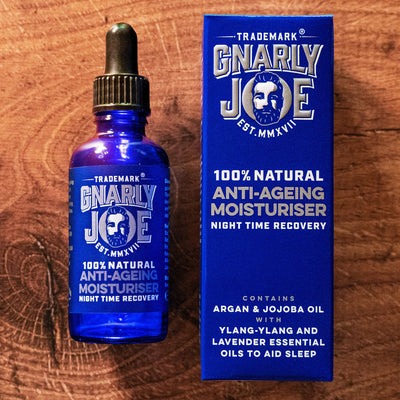 TRADEMARK®
GNARLY
JOE
EST.MMXVII
100% NATURAL
ANTI-AGEING
MOISTURISER
NIGHT TIME RECOVERY
TRADEMARK®
GNARLY
JOE
EST.MMXVII
100% NATURAL
ANTI-AGEING
MOISTURISER
NIGHT TIME RECOVERY
CONTAINS
ARGAN & JOJOBA OIL
WITH
YLANG-YLANG AND
LAVENDER ESSENTIAL
OILS TO AID SLEEP